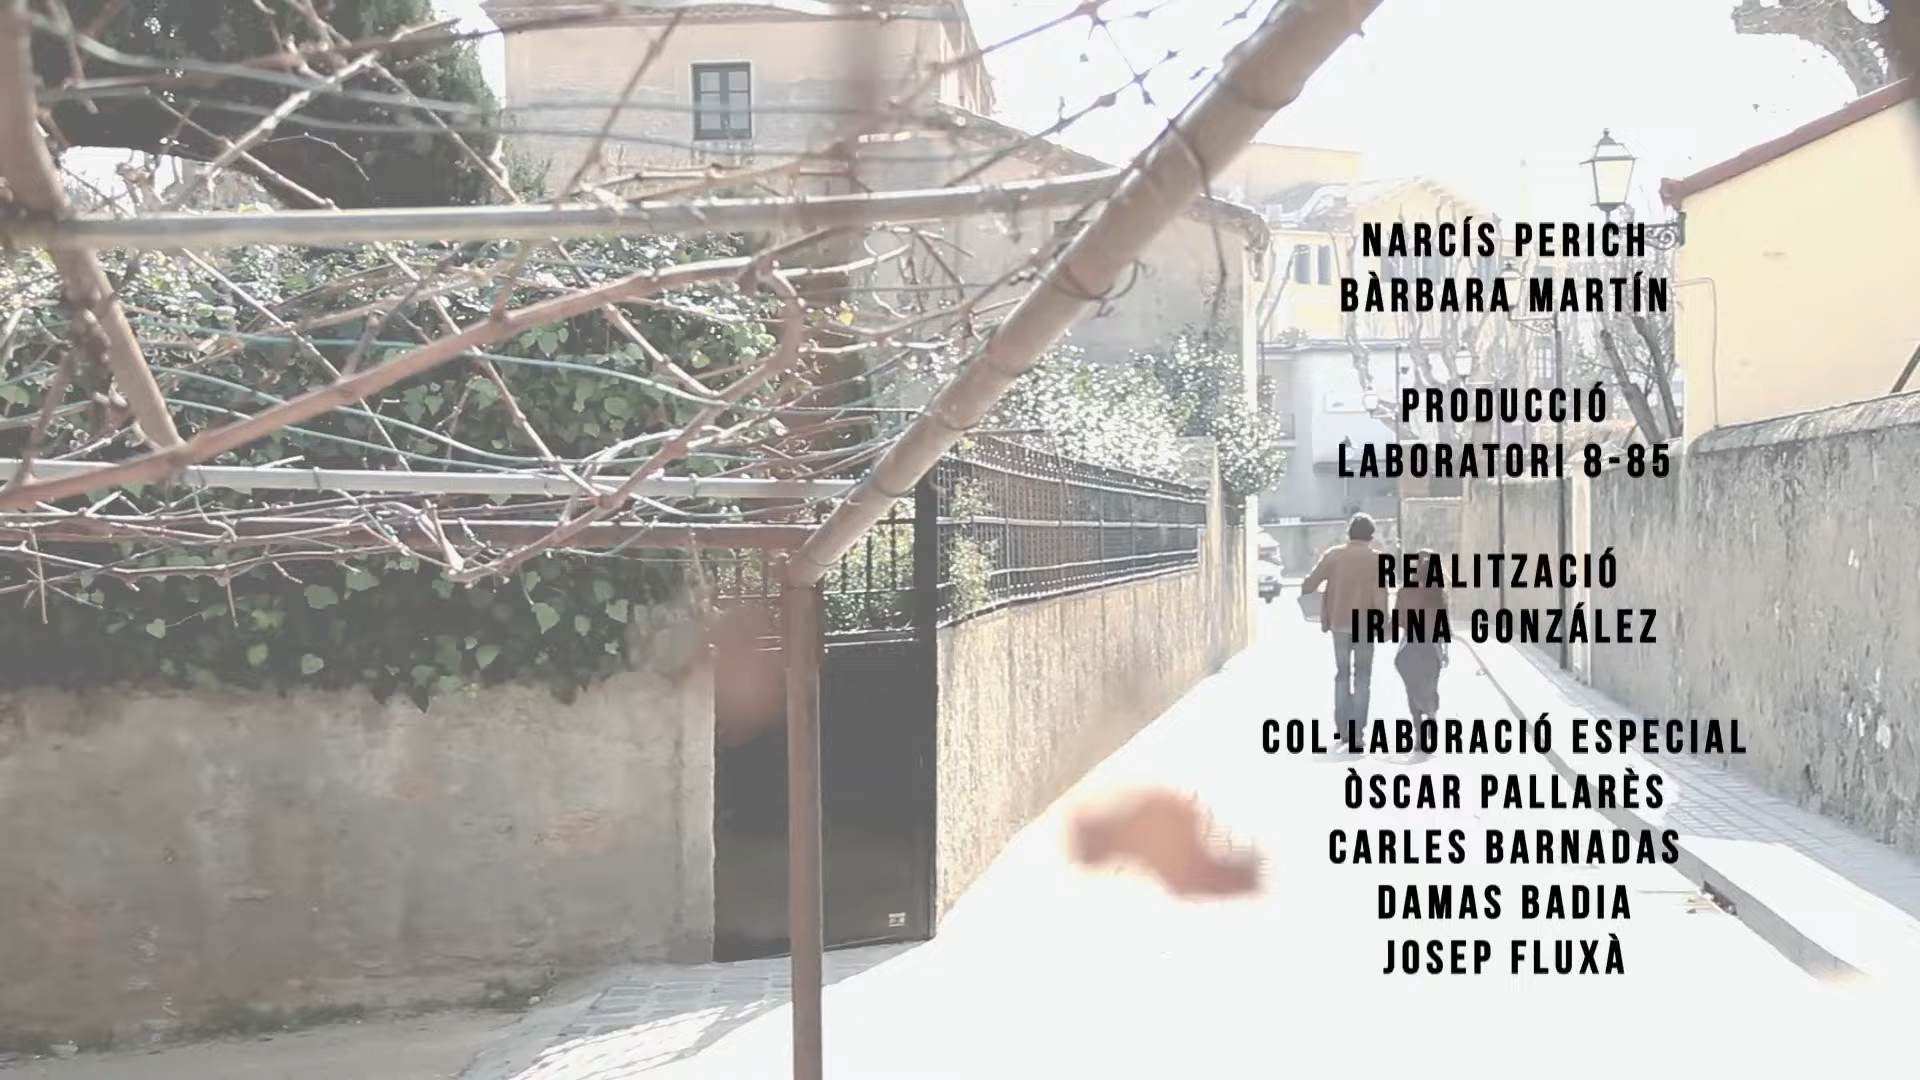 NARCÍS PERICH
BÀRBARA MARTÍN
PRODUCCIÓ
LABORATORI 8-85
REALITZACIÓ
IRINA GONZÁLEZ
COL·LABORACIÓ ESPECIAL
ÒSCAR PALLARÈS
CARLES BARNADAS
DAMAS BADIA
JOSEP FLUXÀ